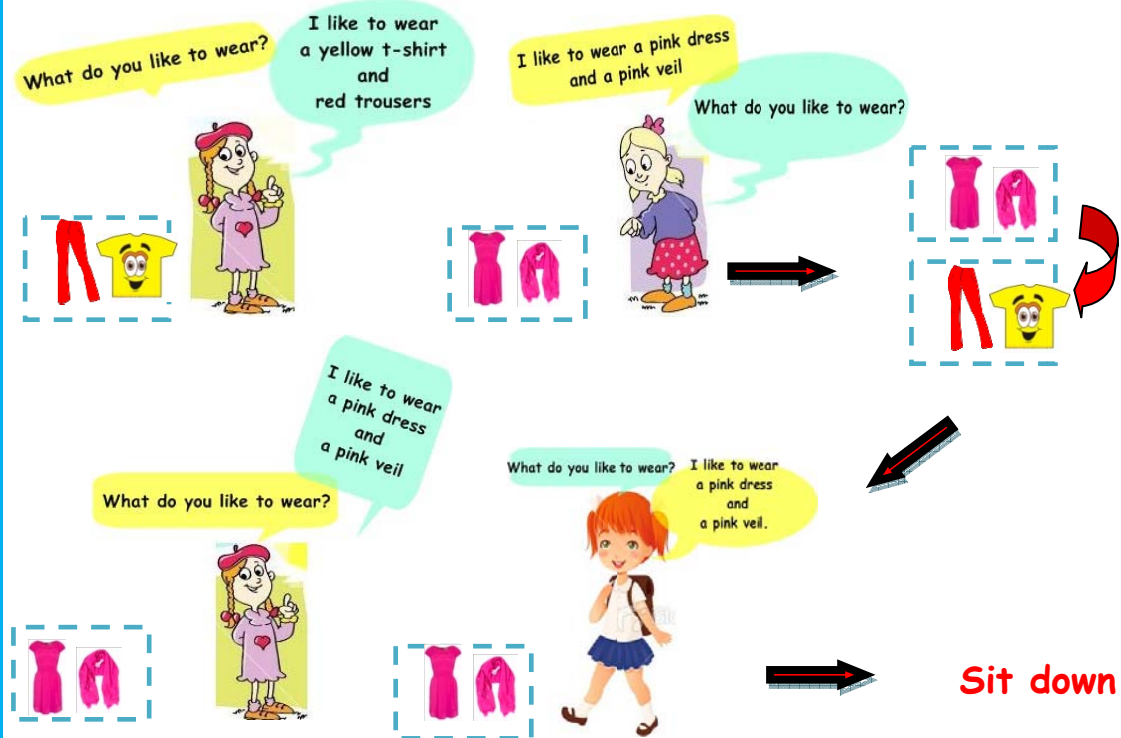 What do you like to wear?
I like to wear
a yellow t-shirt
and
red trousers
I like to wear a pink dress
and a pink veil
What do you like to wear?
I like to wear
a pink dress
and
a pink veil
What do you like to wear?
What do you like to wear?
I like to wear
a pink dress
and
a pink veil.
Sit down